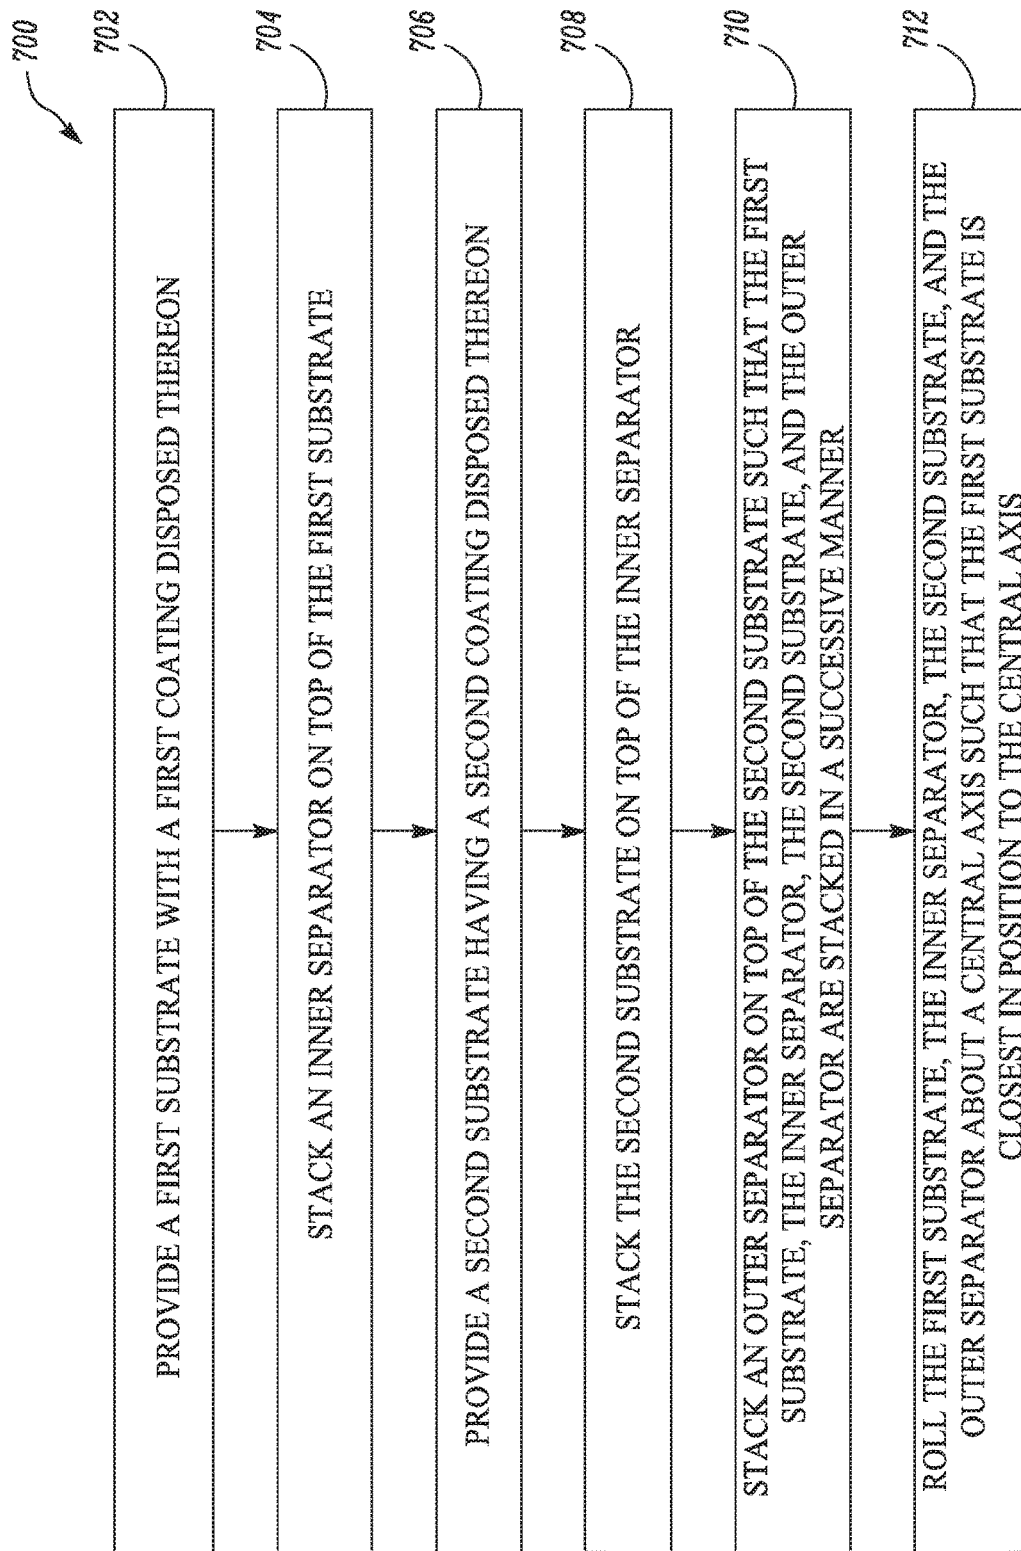 700
702
PROVIDE A FIRST SUBSTRATE WITH A FIRST COATING DISPOSED THEREON
704
STACK AN INNER SEPARATOR ON TOP OF THE FIRST SUBSTRATE
706
PROVIDE A SECOND SUBSTRATE HAVING A SECOND COATING DISPOSED THEREON
708
STACK THE SECOND SUBSTRATE ON TOP OF THE INNER SEPARATOR
710
STACK AN OUTER SEPARATOR ON TOP OF THE SECOND SUBSTRATE SUCH THAT THE FIRST
SUBSTRATE, THE INNER SEPARATOR, THE SECOND SUBSTRATE, AND THE OUTER
SEPARATOR ARE STACKED IN A SUCCESSIVE MANNER
712
ROLL THE FIRST SUBSTRATE, THE INNER SEPARATOR, THE SECOND SUBSTRATE, AND THE
OUTER SEPARATOR ABOUT A CENTRAL AXIS SUCH THAT THE FIRST SUBSTRATE IS
CLOSEST IN POSITION TO THE CENTRAL AXIS